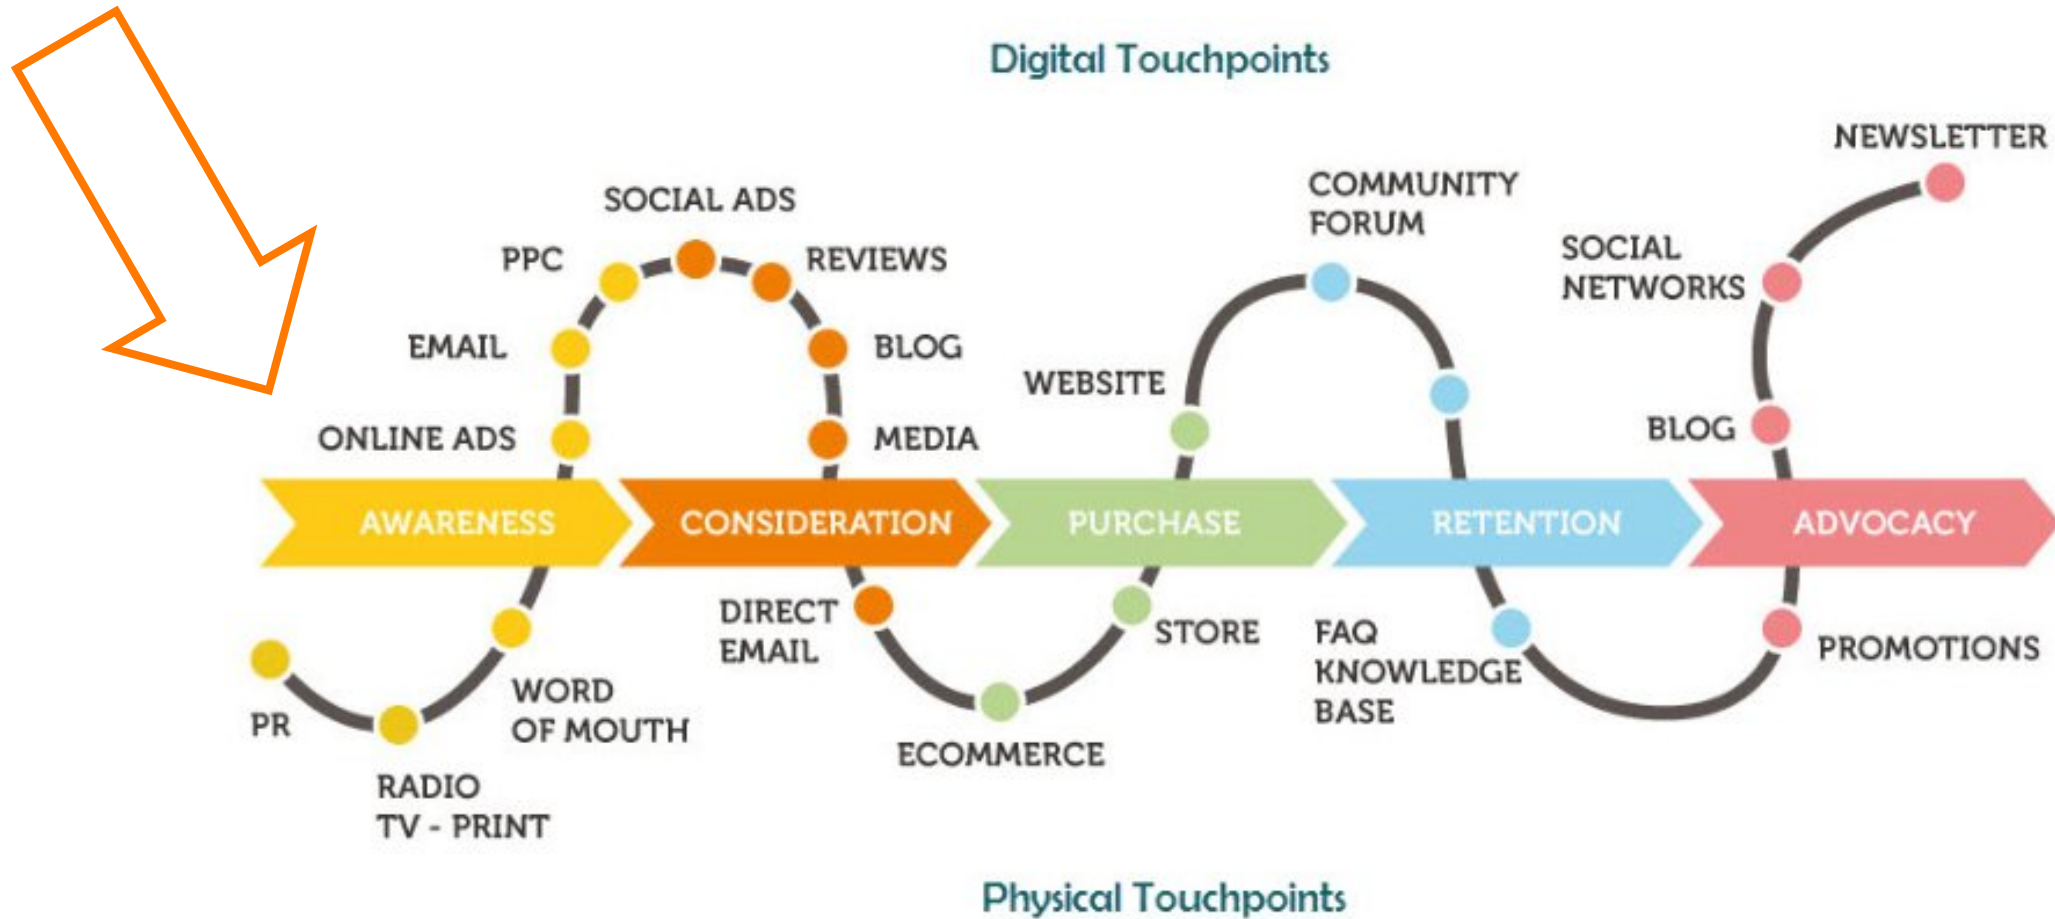 Digital Touchpoints
NEWSLETTER
SOCIAL ADS
COMMUNITY
FORUM
PPC
REVIEWS
SOCIAL
NETWORKS
EMAIL
BLOG
WEBSITE
ONLINE ADS
MEDIA
BLOG
AWARENESS
CONSIDERATION
PURCHASE
RETENTION
ADVOCACY
PR
RADIO
TV - PRINT
WORD
OF MOUTH
DIRECT
EMAIL
ECOMMERCE
STORE
FAQ
KNOWLEDGE
BASE
PROMOTIONS
Physical Touchpoints